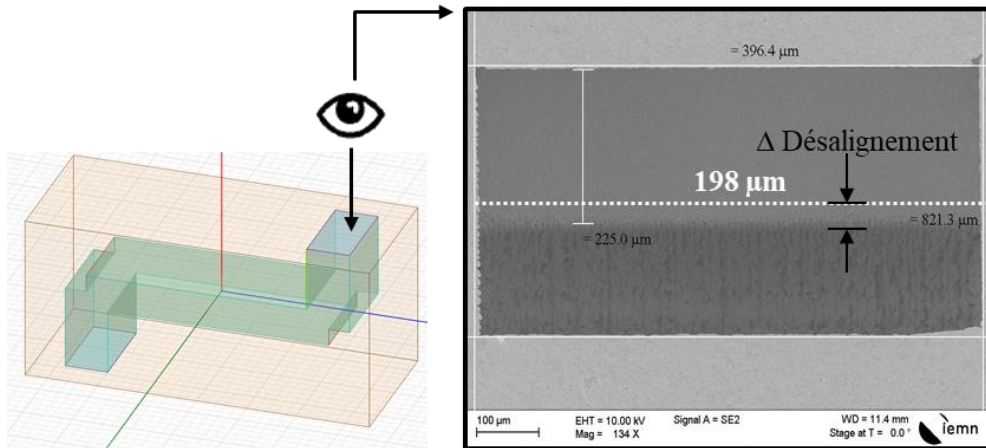 = 396.4 µm
Δ Désalignement
198 µm
= 821.3 µm
= 225.0 µm
100 µm
EHT = 10.00 kV
Signal A = SE2
WD = 11.4 mm
Mag = 134 X
Stage at T = 0.0 °
iemn